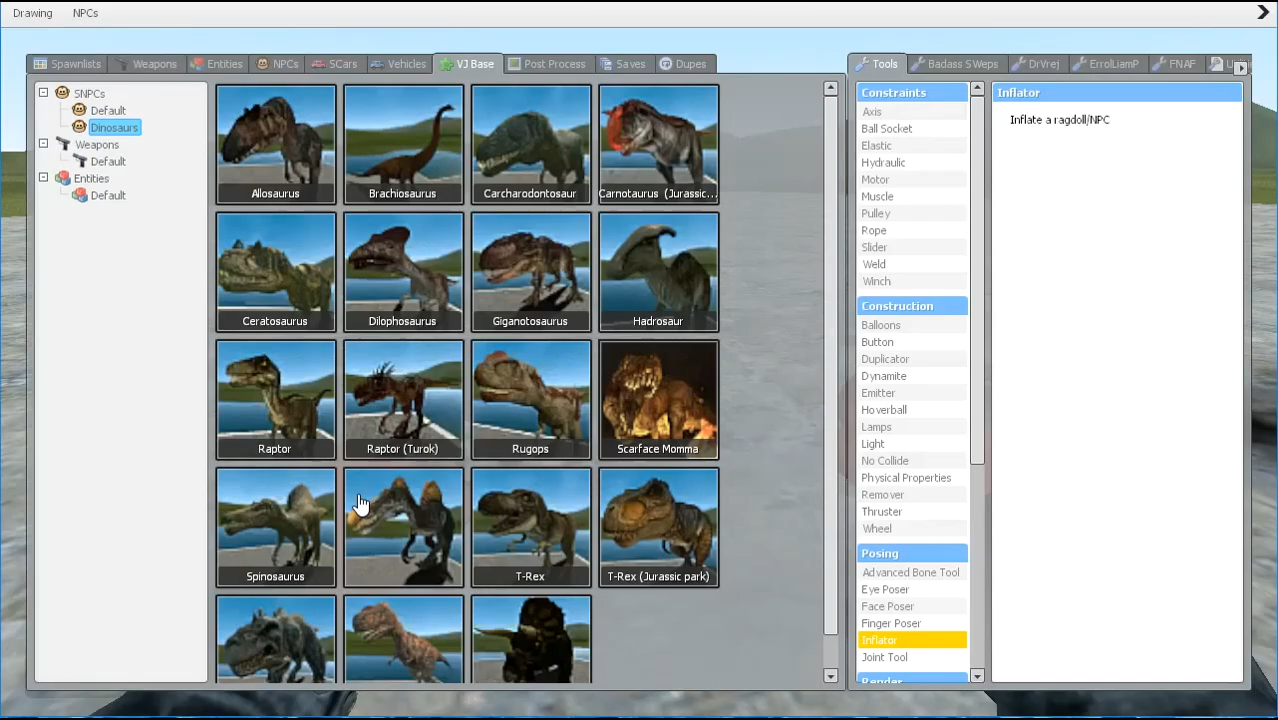 Drawing NPCs
Spawnlists Weapons Entities NPCs SCars Vehicles VJ Base Post Process Saves Dupes
Tools Badass SWeps DrVrej ErrolLiamP FNAF
SNPCs
Default
Dinosaurs
Weapons
Default
Entities
Default
Allosaurus Brachiosaurus Carcharodontosaur Carnotaurus (Jurassic...
Ceratosaurus Dilophosaurus Giganotosaurus Hadrosaur
Raptor Raptor (Turok) Rugops Scarface Momma
Spinosaurus T-Rex T-Rex (Jurassic park)
Constraints
Axis
Ball Socket
Elastic
Hydraulic
Motor
Muscle
Pulley
Rope
Slider
Weld
Winch
Construction
Balloons
Button
Duplicator
Dynamite
Emitter
Hoverball
Lamps
Light
No Collide
Physical Properties
Remover
Thruster
Wheel
Posing
Advanced Bone Tool
Eye Poser
Face Poser
Finger Poser
Inflator
Joint Tool
Render
Inflator
Inflate a ragdoll/NPC